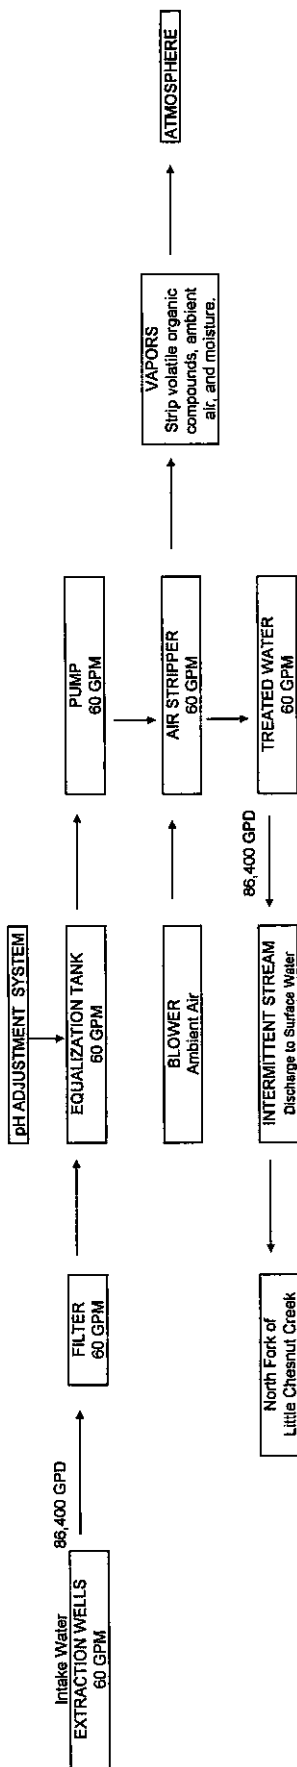 Intake Water
EXTRACTION WELLS
60 GPM
86,400 GPD
FILTER
60 GPM
pH ADJUSTMENT SYSTEM
EQUALIZATION TANK
60 GPM
PUMP
60 GPM
BLOWER
Ambient Air
AIR STRIPPER
60 GPM
VAPORS
Strip volatile organic
compounds, ambient
air, and moisture.
ATMOSPHERE
TREATED WATER
60 GPM
86,400 GPD
INTERMITTENT STREAM
Discharge to Surface Water
North Fork of
Little Chesnut Creek